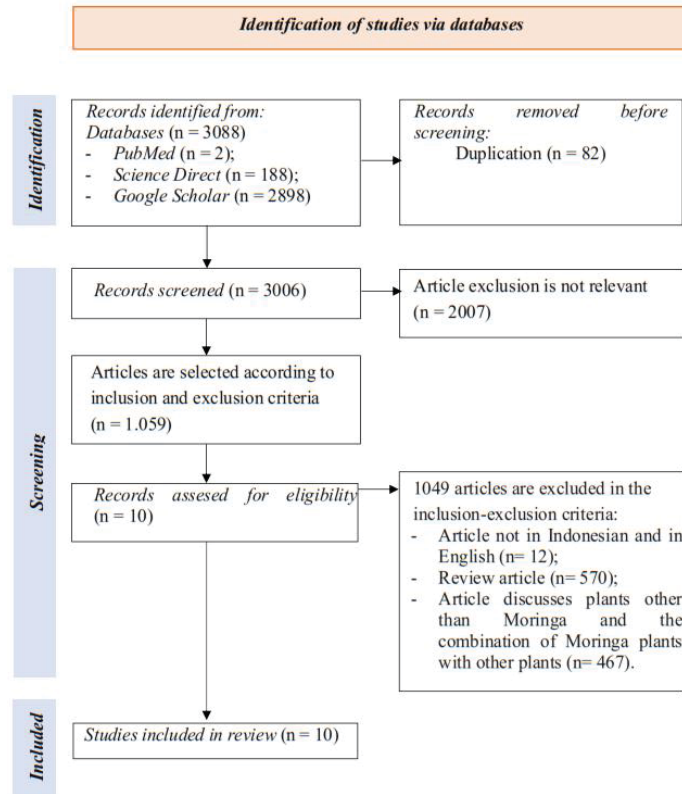 Identification of studies via databases
Identification
Records identified from:
Databases (n = 3088)
- PubMed (n = 2);
- Science Direct (n = 188);
- Google Scholar (n = 2898)
Records removed before
screening:
Duplication (n = 82)
Screening
Records screened (n = 3006)
Article exclusion is not relevant
(n = 2007)
Articles are selected according to
inclusion and exclusion criteria
(n = 1.059)
Records assesed for eligibility
(n = 10)
1049 articles are excluded in the
inclusion-exclusion criteria:
- Article not in Indonesian and in
English (n= 12);
- Review article (n= 570);
- Article discusses plants other
than Moringa and the
combination of Moringa plants
with other plants (n= 467).
Included
Studies included in review (n = 10)